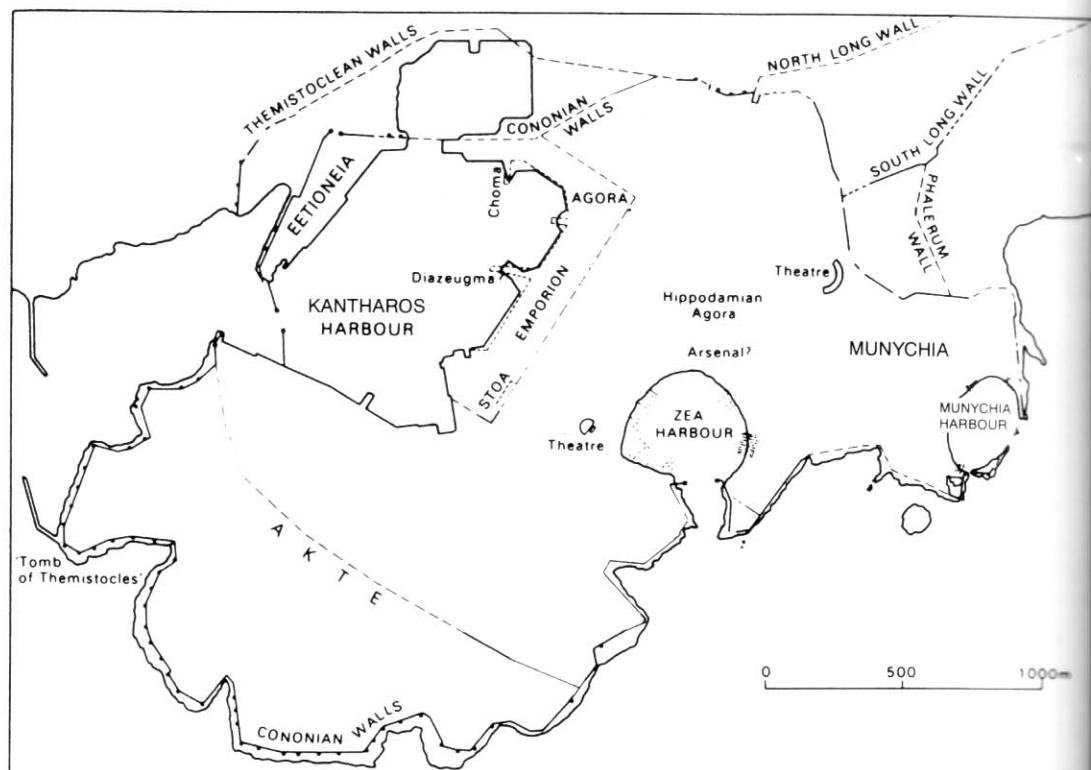 THEMISTOCLEAN WALLS
NORTH LONG WALL
CONONIAN
WALLS
SOUTH LONG WALL
PHALERUM
WALL
EETIONEIA
Choma
AGORA
Diazeugma
KANTHAROS
HARBOUR
EMPORION
STOA
Theatre
Hippodamian
Agora
Arsenal?
MUNYCHIA
ZEA
HARBOUR
MUNYCHIA
HARBOUR
Theatre
AKTE
'Tomb
of Themistocles'
CONONIAN WALLS
0 500 1000m